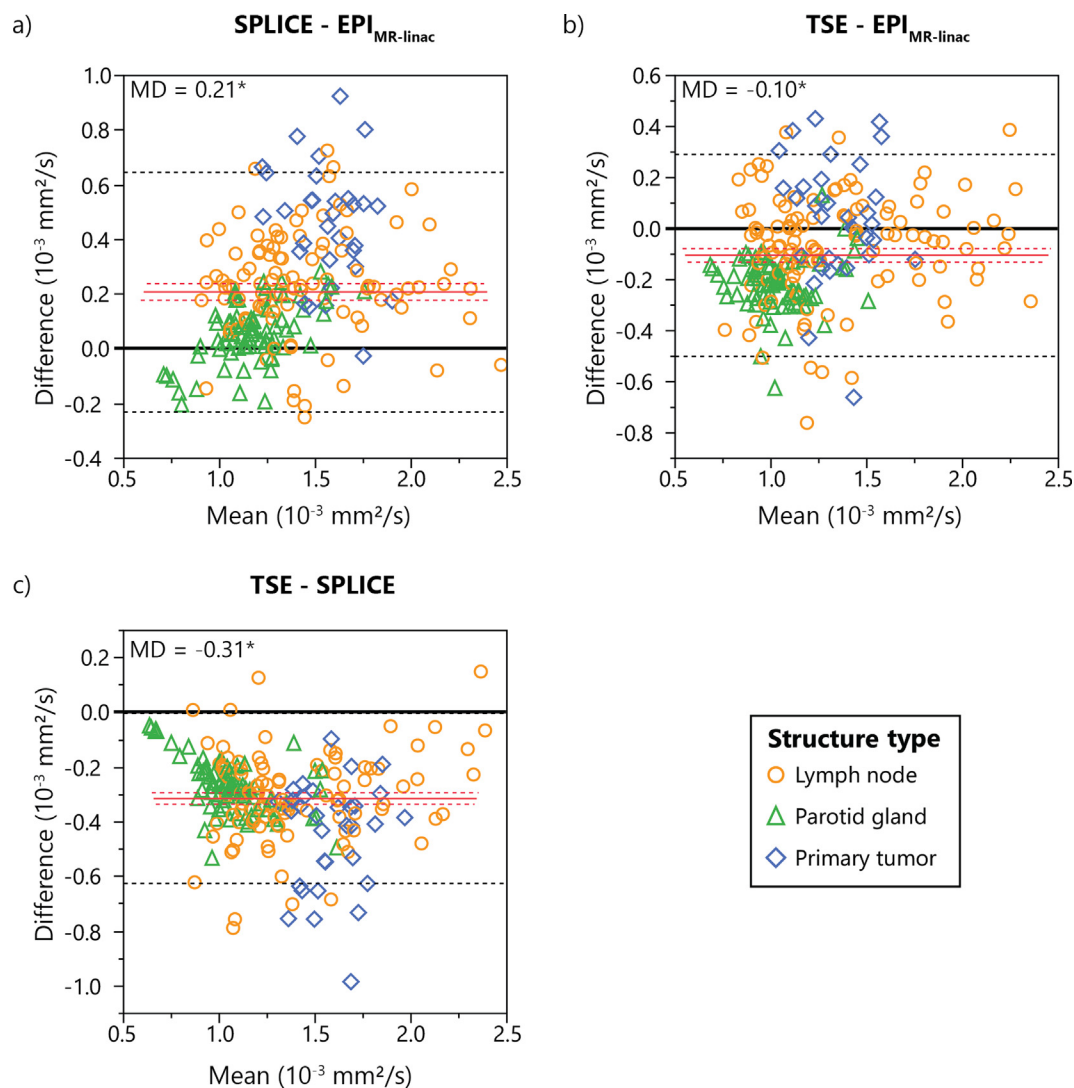 a)
SPLICE - EPI MR-linac
MD = 0.21*
1.0
0.8
0.6
0.4
0.2
0.0
-0.2
-0.4
Difference (10⁻³ mm²/s)
0.5 1.0 1.5 2.0 2.5
Mean (10⁻³ mm²/s)
b)
TSE - EPI MR-linac
MD = -0.10*
0.6
0.4
0.2
0.0
-0.2
-0.4
-0.6
-0.8
Difference (10⁻³ mm²/s)
0.5 1.0 1.5 2.0 2.5
Mean (10⁻³ mm²/s)
c)
TSE - SPLICE
MD = -0.31*
0.2
0.0
-0.2
-0.4
-0.6
-0.8
-1.0
Difference (10⁻³ mm²/s)
0.5 1.0 1.5 2.0 2.5
Mean (10⁻³ mm²/s)
Structure type
Lymph node
Parotid gland
Primary tumor